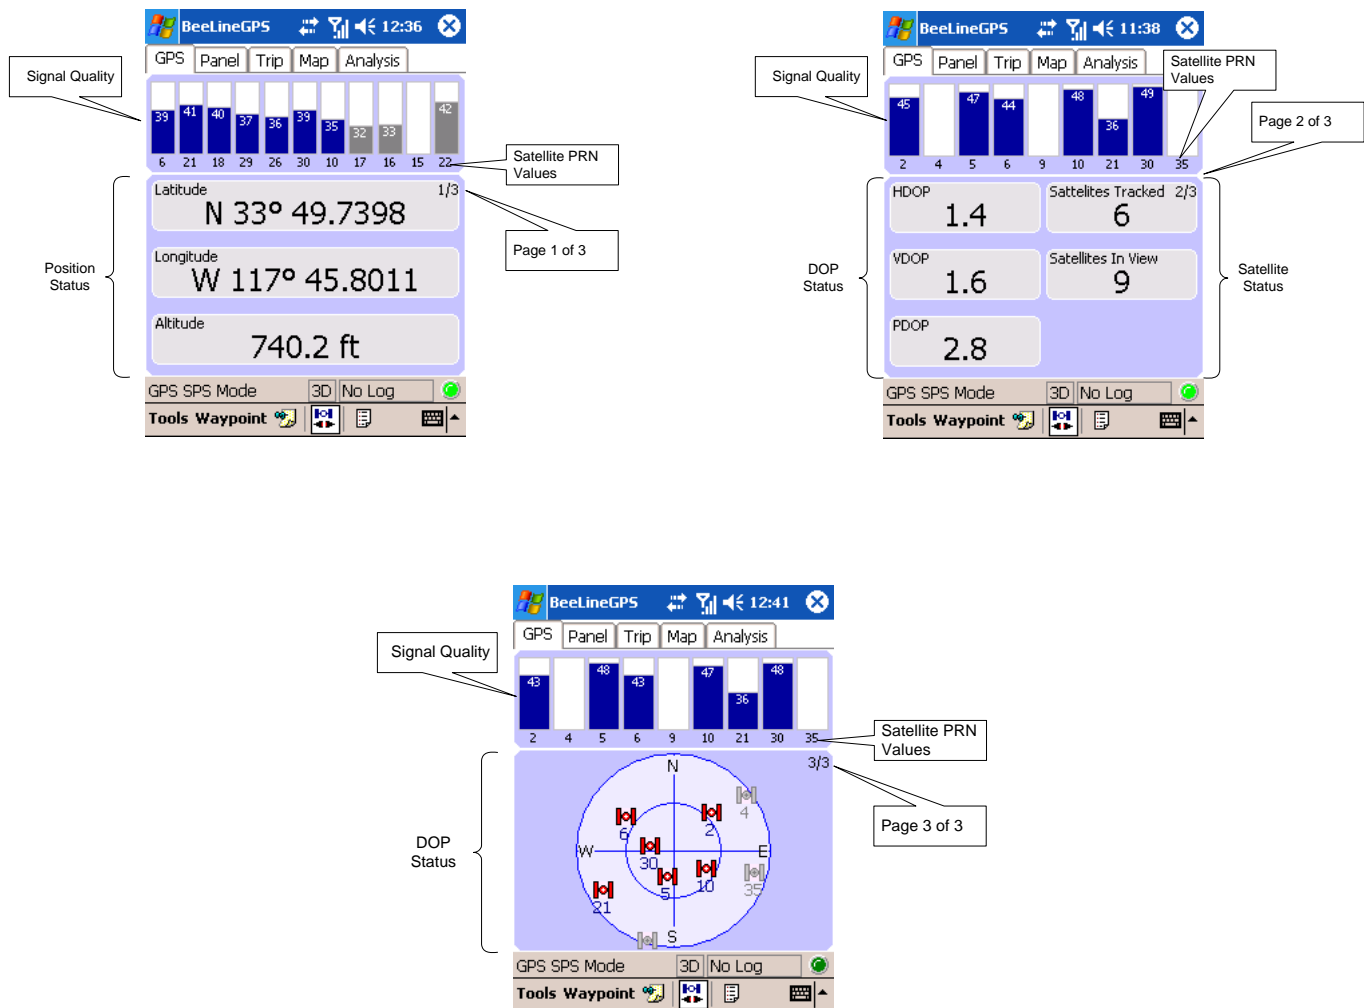 BeeLineGPS 12:36
GPS Panel Trip Map Analysis
Signal Quality
39 41 40 37 36 39 35 32 33 42
6 21 18 29 26 30 10 17 16 15 22
Satellite PRN
Values
Latitude 1/3
N 33º 49.7398
Page 1 of 3
Longitude
W 117º 45.8011
Position
Status
Altitude
740.2 ft
GPS SPS Mode 3D No Log
Tools Waypoint
BeeLineGPS 11:38
GPS Panel Trip Map Analysis
Signal Quality
Satellite PRN
Values
45 47 44 48 36 49
2 4 5 6 9 10 21 30 35
Page 2 of 3
HDOP
1.4
Sattelites Tracked 2/3
6
VDOP
1.6
Satellites In View
9
DOP
Status
Satellite
Status
PDOP
2.8
GPS SPS Mode 3D No Log
Tools Waypoint
BeeLineGPS 12:41
GPS Panel Trip Map Analysis
Signal Quality
43 48 43 47 36 48
2 4 5 6 9 10 21 30 35
Satellite PRN
Values
3/3
N
4
6
2
Page 3 of 3
DOP
Status
W
E
30
5
10
35
21
S
GPS SPS Mode 3D No Log
Tools Waypoint